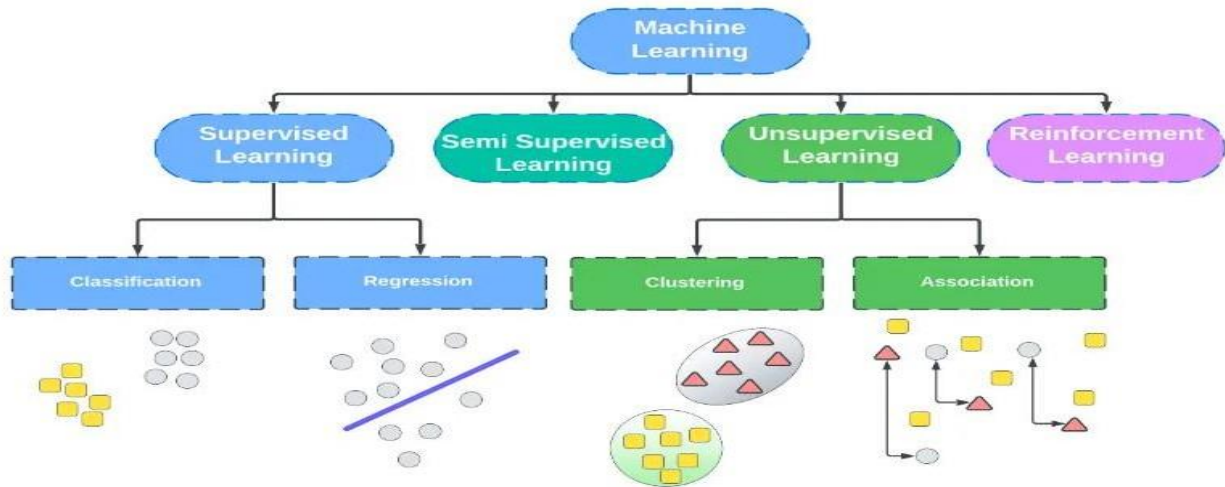 Machine
Learning
Supervised
Learning
Semi Supervised
Learning
Unsupervised
Learning
Reinforcement
Learning
Classification
Regression
Clustering
Association